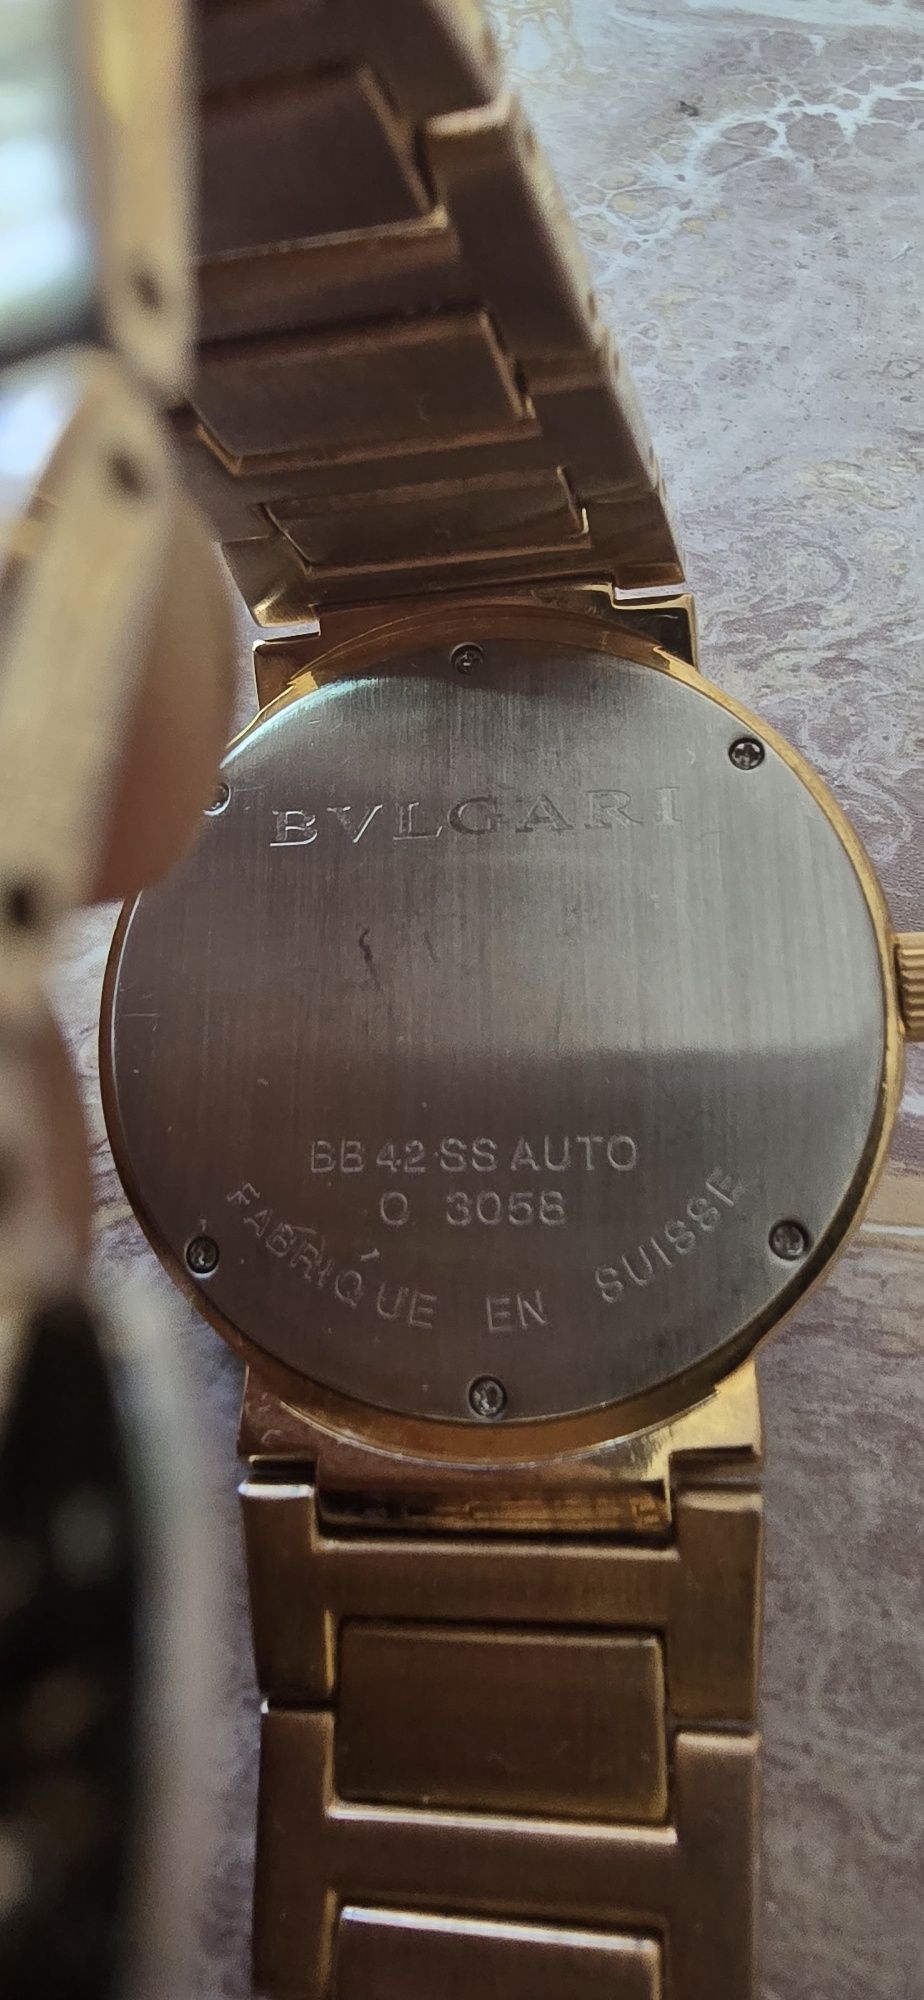 BVLGARI
BB 42 SS AUTO
O 3058
FABRIQUE EN SUISSE